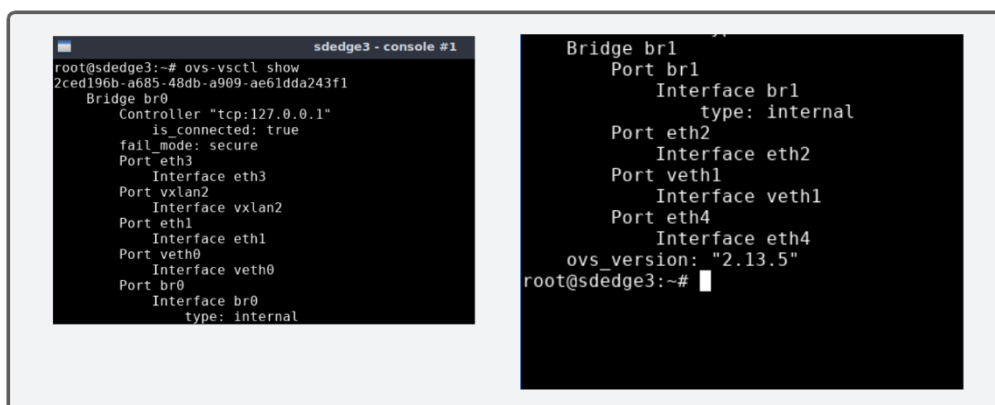 sdedge3 - console #1
root@sdedge3:~# ovs-vsctl show
2ced196b-a685-48db-a909-ae61dda243f1
Bridge br0
Controller "tcp:127.0.0.1"
is_connected: true
fail_mode: secure
Port eth3
Interface eth3
Port vxlan2
Interface vxlan2
Port eth1
Interface eth1
Port veth0
Interface veth0
Port br0
Interface br0
type: internal
Bridge br1
Port br1
Interface br1
type: internal
Port eth2
Interface eth2
Port veth1
Interface veth1
Port eth4
Interface eth4
ovs_version: "2.13.5"
root@sdedge3:~#